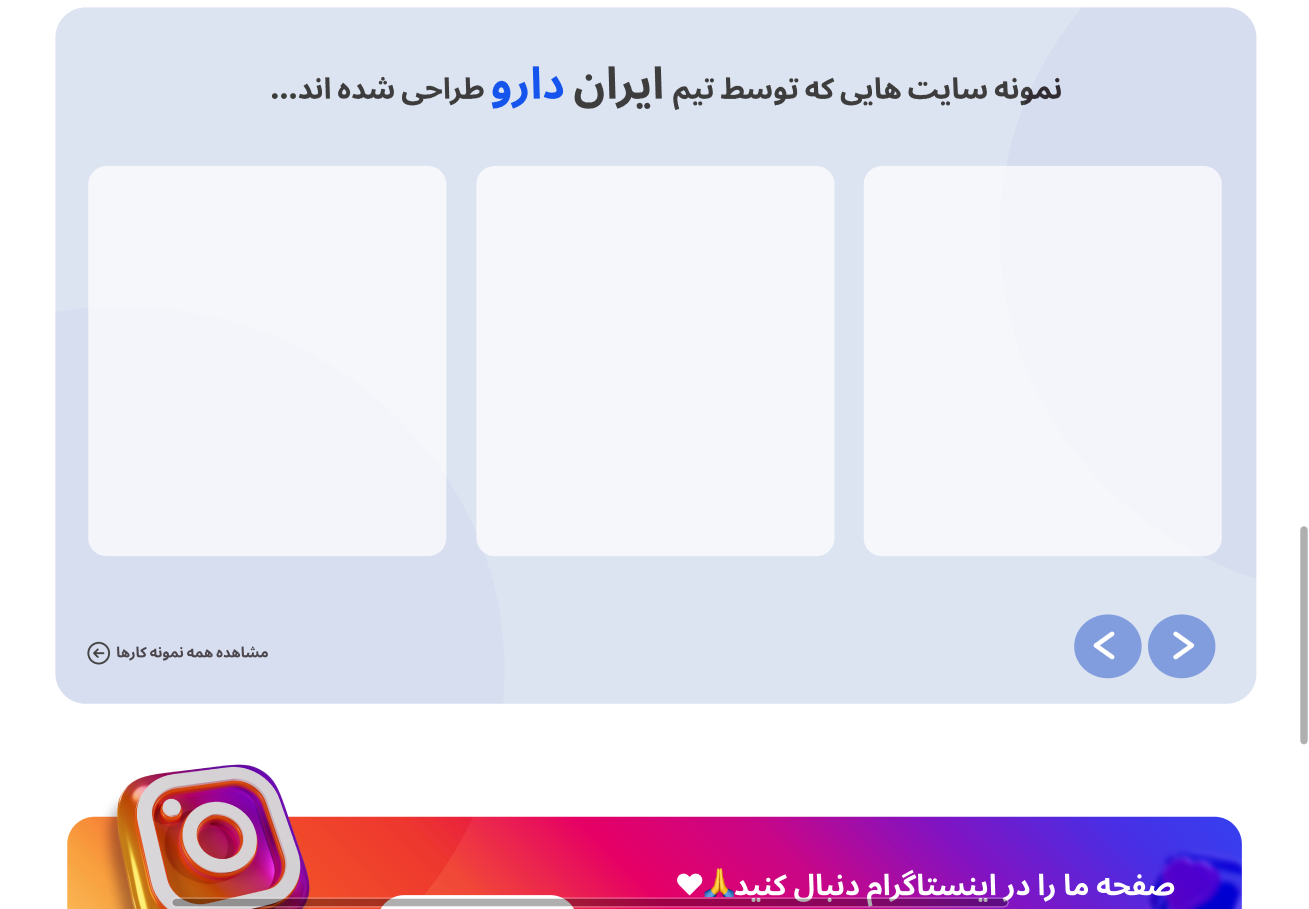 نمونه سایت هایی که توسط تیم ایران دارو طراحی شده اند...
مشاهده همه نمونه کارها
صفحه ما را در اینستاگرام دنبال کنید🙏♥